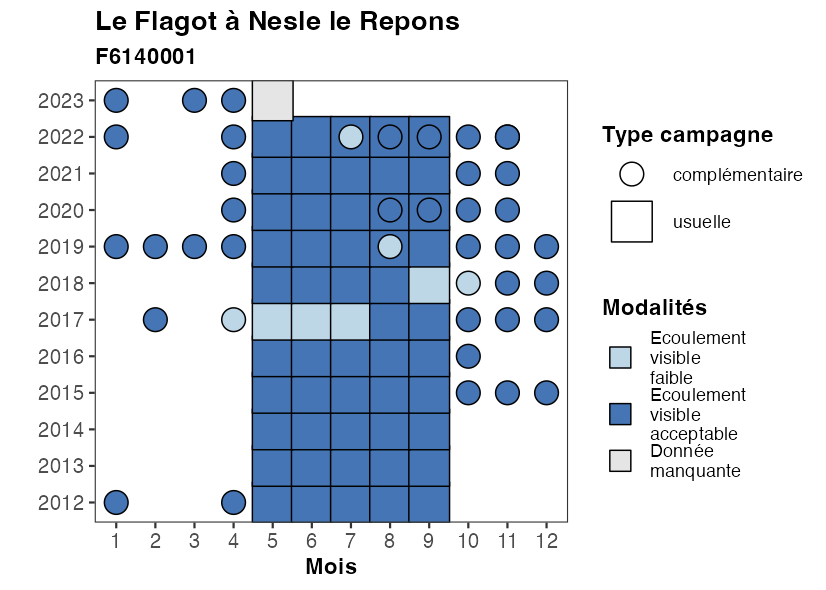 Le Flagot à Nesle le Repons
F6140001
2023
2022
2021
2020
2019
2018
2017
2016
2015
2014
2013
2012
1 2 3 4 5 6 7 8 9 10 11 12
Mois
Type campagne
complémentaire
usuelle
Modalités
Ecoulement
visible
faible
Ecoulement
visible
acceptable
Donnée
manquante